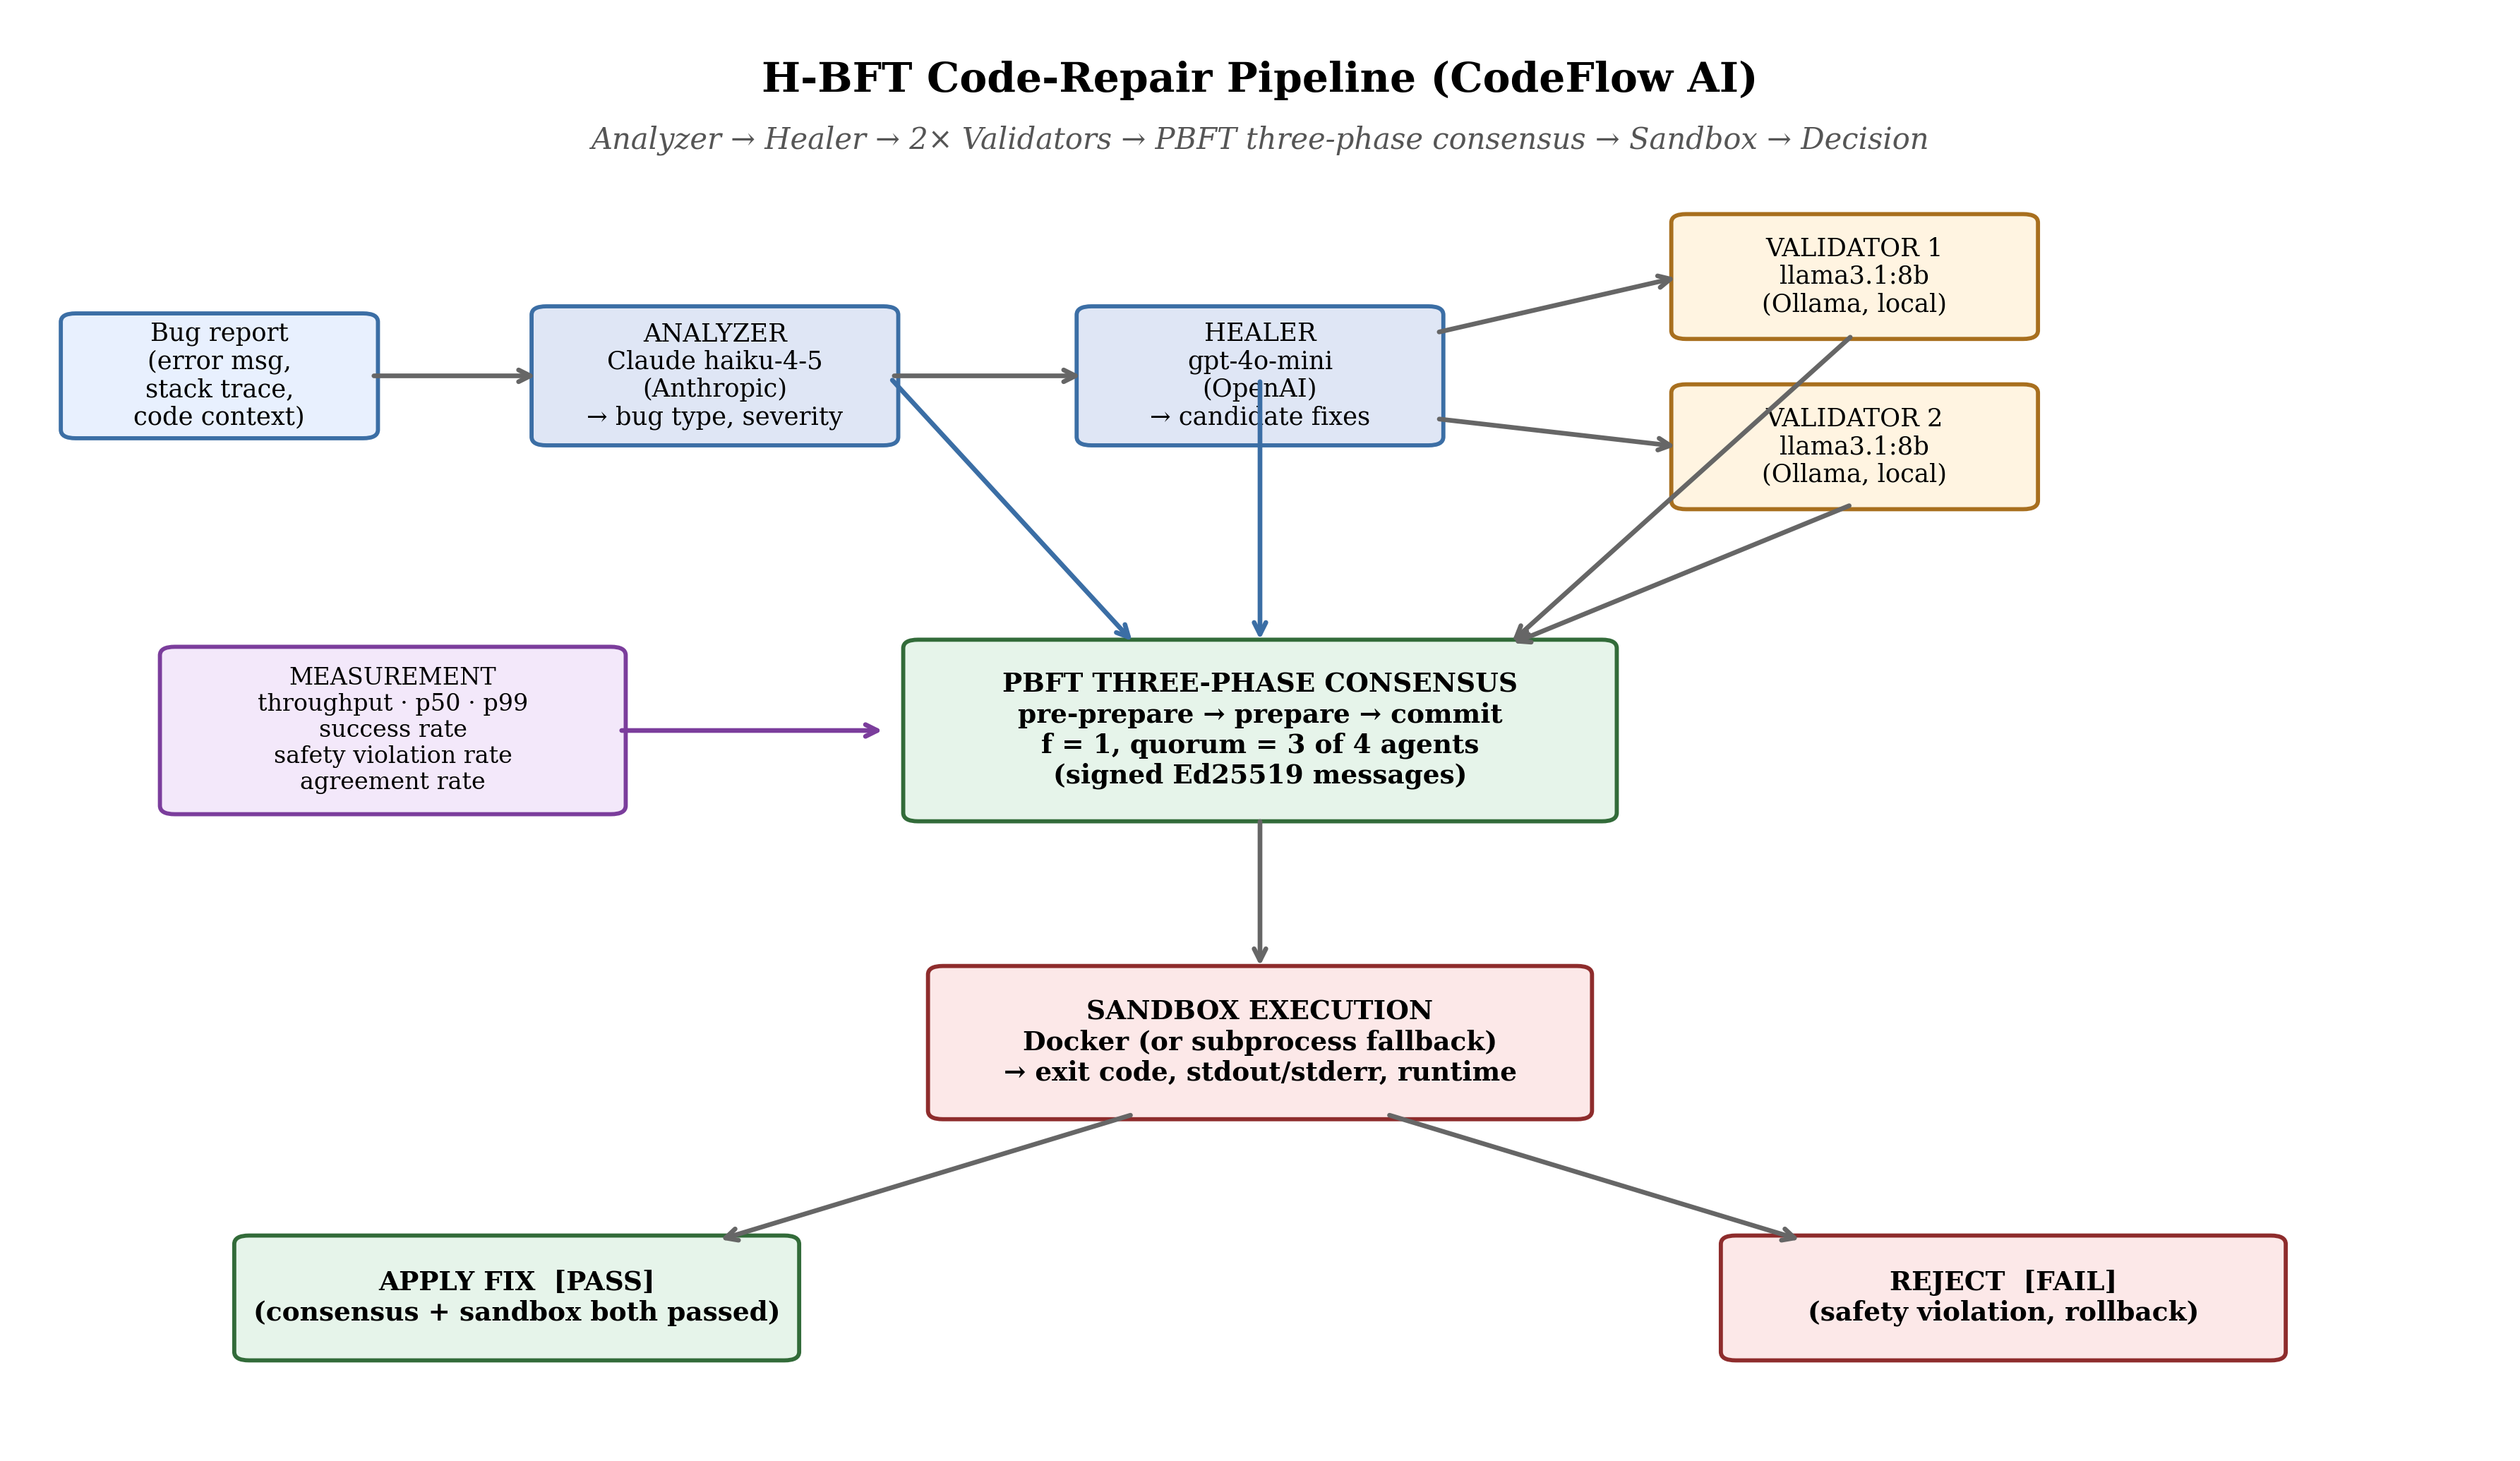 H-BFT Code-Repair Pipeline (CodeFlow AI)
Analyzer → Healer → 2× Validators → PBFT three-phase consensus → Sandbox → Decision
Bug report
(error msg,
stack trace,
code context)
ANALYZER
Claude haiku-4-5
(Anthropic)
→ bug type, severity
HEALER
gpt-4o-mini
(OpenAI)
→ candidate fixes
VALIDATOR 1
llama3.1:8b
(Ollama, local)
VALIDATOR 2
llama3.1:8b
(Ollama, local)
MEASUREMENT
throughput · p50 · p99
success rate
safety violation rate
agreement rate
PBFT THREE-PHASE CONSENSUS
pre-prepare → prepare → commit
f = 1, quorum = 3 of 4 agents
(signed Ed25519 messages)
SANDBOX EXECUTION
Docker (or subprocess fallback)
→ exit code, stdout/stderr, runtime
APPLY FIX [PASS]
(consensus + sandbox both passed)
REJECT [FAIL]
(safety violation, rollback)